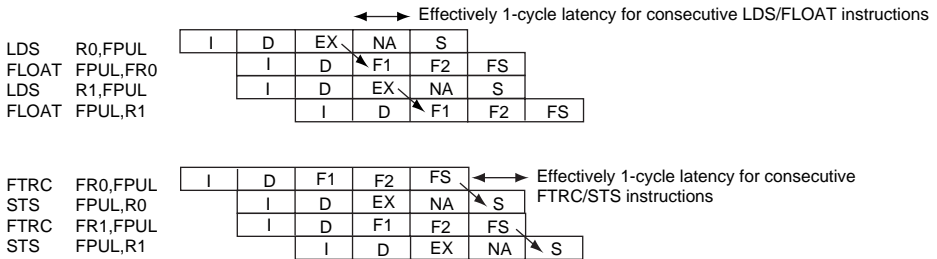 Effectively 1-cycle latency for consecutive LDS/FLOAT instructions
LDS R0,FPUL I D EX NA S
FLOAT FPUL,FR0 I D F1 F2 FS
LDS R1,FPUL I D EX NA S
FLOAT FPUL,R1 I D F1 F2 FS
Effectively 1-cycle latency for consecutive
FTRC/STS instructions
FTRC FR0,FPUL I D F1 F2 FS
STS FPUL,R0 I D EX NA S
FTRC FR1,FPUL I D F1 F2 FS
STS FPUL,R1 I D EX NA S